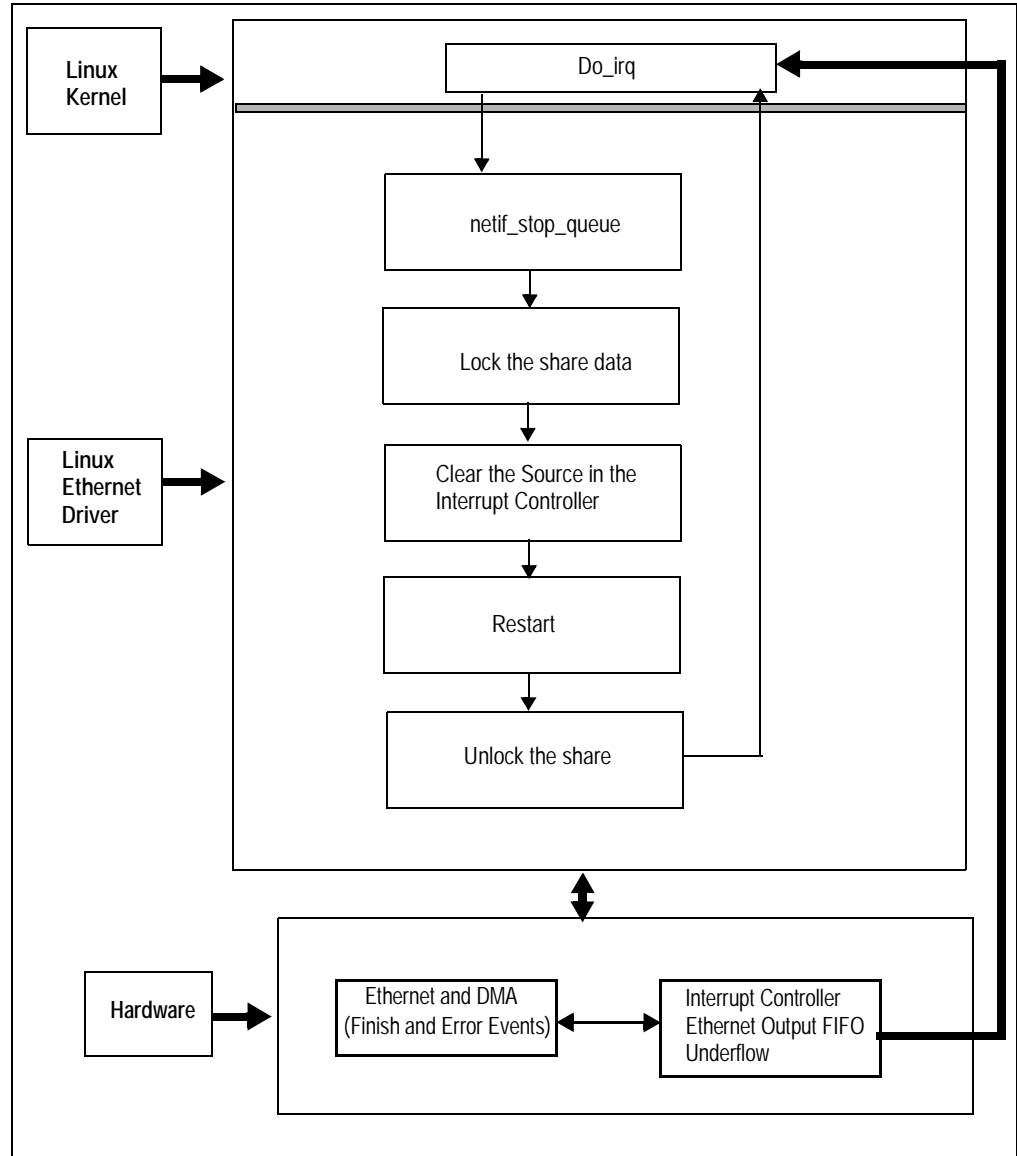 Linux
Kernel
Do_irq
netif_stop_queue
Lock the share data
Linux
Ethernet
Driver
Clear the Source in the
Interrupt Controller
Restart
Unlock the share
Hardware
Ethernet and DMA
(Finish and Error Events)
Interrupt Controller
Ethernet Output FIFO
Underflow